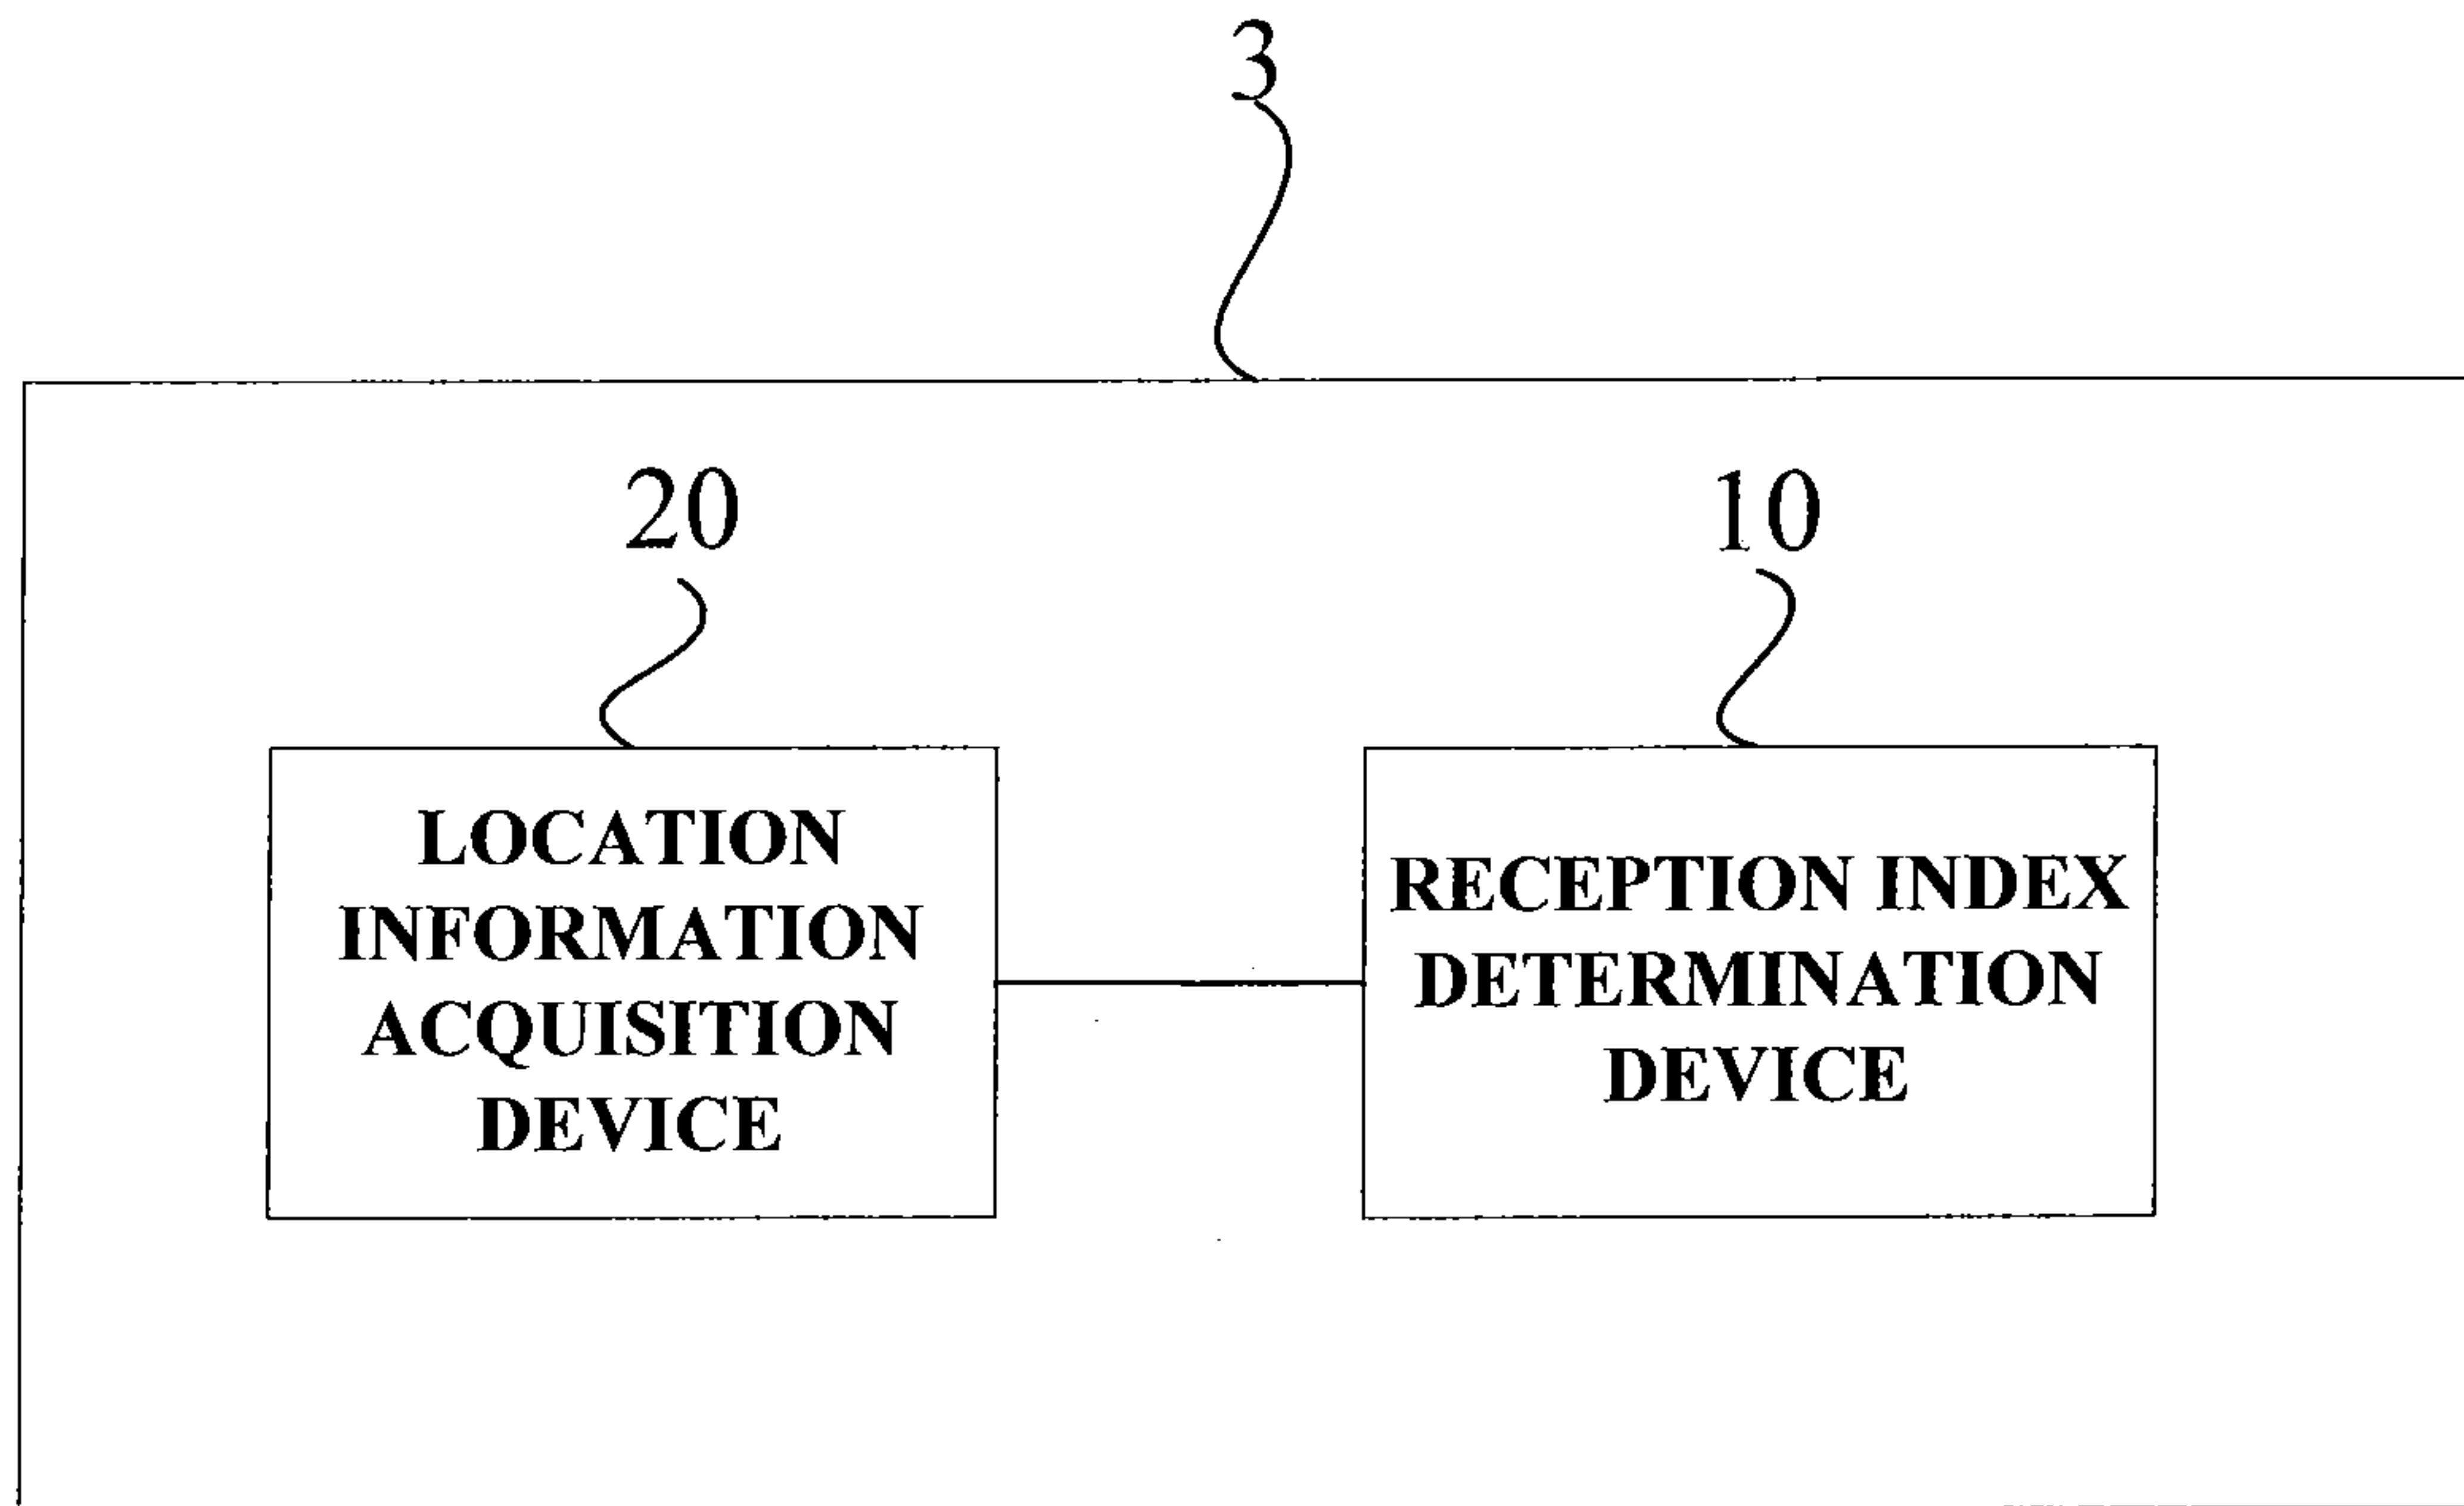 3
20
10
LOCATION
INFORMATION
ACQUISITION
DEVICE
RECEPTION INDEX
DETERMINATION
DEVICE